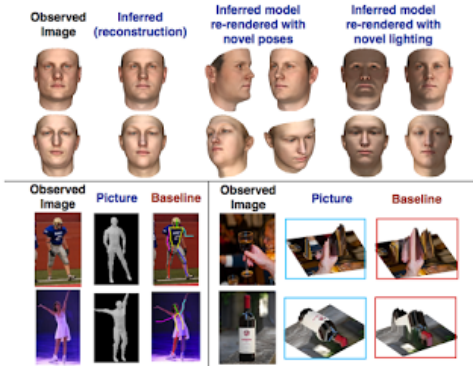 Observed
Image
Inferred
(reconstruction)
Inferred model
re-rendered with
novel poses
Inferred model
re-rendered with
novel lighting
Observed
Image
Picture
Baseline
Observed
Image
Picture
Baseline